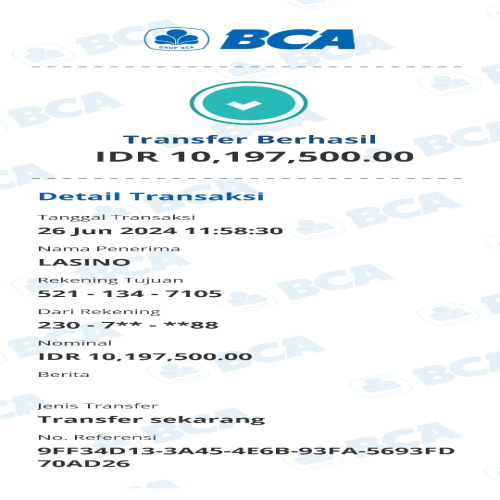 GRUP BCA
BCA
Transfer Berhasil
IDR 10,197,500.00
Detail Transaksi
Tanggal Transaksi
26 Jun 2024 11:58:30
Nama Penerima
LASINO
Rekening Tujuan
521 - 134 - 7105
Dari Rekening
230 - 7** - **88
Nominal
IDR 10,197,500.00
Berita
Jenis Transfer
Transfer sekarang
No. Referensi
9FF34D13-3A45-4E6B-93FA-5693FD
70AD26